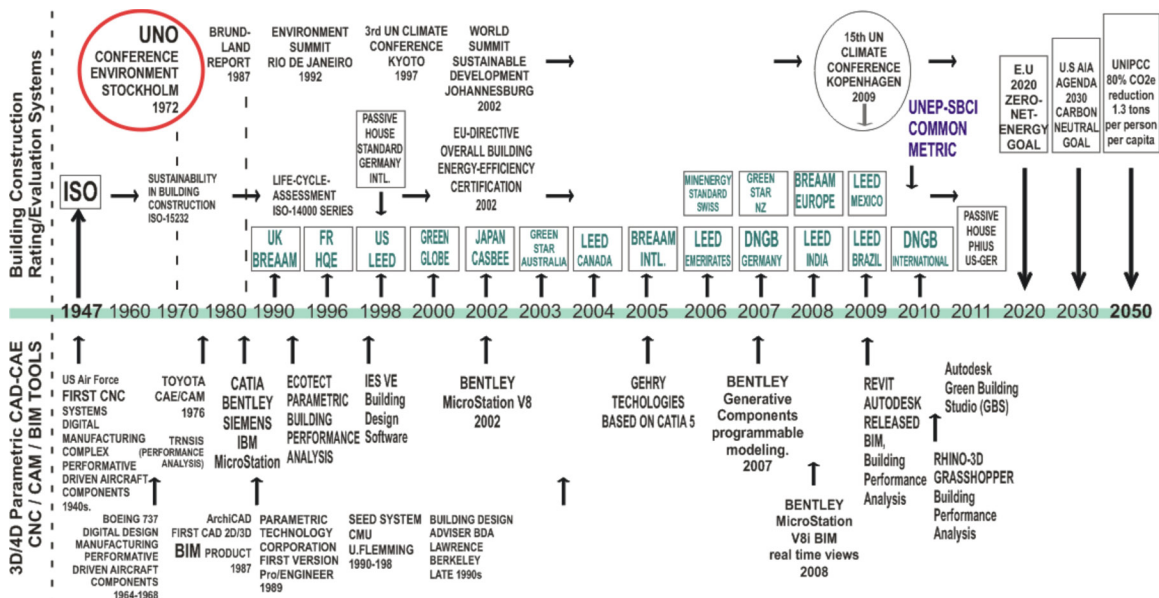 Building Construction
Rating/Evaluation Systems
UNO
CONFERENCE
ENVIRONMENT
STOCKHOLM
1972
BRUND-
LAND
REPORT
1987
ENVIRONMENT
SUMMIT
RIO DE JANEIRO
1992
3rd UN CLIMATE
CONFERENCE
KYOTO
1997
WORLD
SUMMIT
SUSTAINABLE
DEVELOPMENT
JOHANNESBURG
2002
15th UN
CLIMATE
CONFERENCE
KOPENHAGEN
2009
UNEP-SBCI
COMMON
METRIC
E.U
2020
ZERO-
NET-
ENERGY
GOAL
U.S AIA
AGENDA
2030
CARBON
NEUTRAL
GOAL
UNIPCC
80% CO2e
reduction
1.3 tons
per person
per capita
ISO
SUSTAINABILITY
IN BUILDING
CONSTRUCTION
ISO-15232
LIFE-CYCLE-
ASSESSMENT
ISO-14000 SERIES
PASSIVE
HOUSE
STANDARD
GERMANY
INTL.
EU-DIRECTIVE
OVERALL BUILDING
ENERGY-EFFICIENCY
CERTIFICATION
2002
MINENERGY
STANDARD
SWISS
GREEN
STAR
NZ
BREEAM
EUROPE
LEED
MEXICO
UK
BREAAM
FR
HQE
US
LEED
GREEN
GLOBE
JAPAN
CASBEE
GREEN
STAR
AUSTRALIA
LEED
CANADA
BREAAM
INTL.
LEED
EMERIRATES
DNGB
GERMANY
LEED
INDIA
LEED
BRAZIL
DNGB
INTERNATIONAL
PASSIVE
HOUSE
PHIUS
US-GER
1947 1960 1970 1980 1990 1996 1998 2000 2002 2003 2004 2005 2006 2007 2008 2009 2010 2011 2020 2030 2050
3D/4D Parametric CAD-CAE
CNC / CAM / BIM TOOLS
US Air Force
FIRST CNC
SYSTEMS
DIGITAL
MANUFACTURING
COMPLEX
PERFORMATIVE
DRIVEN AIRCRAFT
COMPONENTS
1940s.
TOYOTA
CAE/CAM
1976
TRNSIS
(PERFORMANCE
ANALYSIS)
CATIA
BENTLEY
SIEMENS
IBM
MicroStation
ECOTECT
PARAMETRIC
BUILDING
PERFORMANCE
ANALYSIS
IES VE
Building
Design
Software
BENTLEY
MicroStation V8
2002
GEHRY
TECHOLOGIES
BASED ON CATIA 5
BENTLEY
Generative
Components
programmable
modeling.
2007
REVIT
AUTODESK
RELEASED
BIM,
Building
Performance
Analysis
Autodesk
Green Building
Studio (GBS)
BOEING 737
DIGITAL DESIGN
MANUFACTURING
PERFORMATIVE
DRIVEN AIRCRAFT
COMPONENTS
1964-1968
ArchiCAD
FIRST CAD 2D/3D
BIM PRODUCT
1987
PARAMETRIC
TECHNOLOGY
CORPORATION
FIRST VERSION
Pro/ENGINEER
1989
SEED SYSTEM
CMU
U.FLEMMING
1990-198
BUILDING DESIGN
ADVISER BDA
LAWRENCE
BERKELEY
LATE 1990s
BENTLEY
MicroStation
V8i BIM
real time views
2008
RHINO-3D
GRASSHOPPER
Building
Performance
Analysis